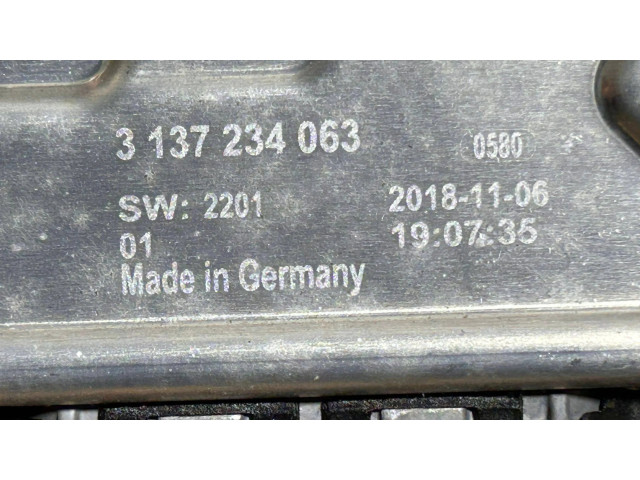 3 137 234 063 0580
SW: 2201 2018-11-06
01 19:07:35
Made in Germany